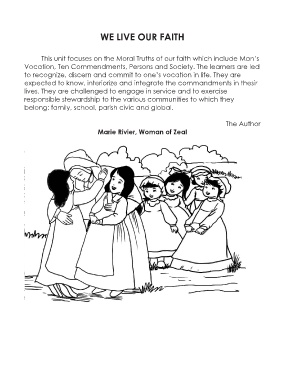 WE LIVE OUR FAITH
This unit focuses on the Moral Truths of our faith which include Man's
Vocation, Ten Commendments, Persons and Society. The learners are led
to recognize, discern and commit to one's vocation in life. They are
expected to know, interiorize and integrate the commandments in their
lives. They are challenged to engage in service and to exercise
responsible stewardship to the various communities to which they
belong: family, school, parish civic and global.
The Author
Marie Rivier, Woman of Zeal